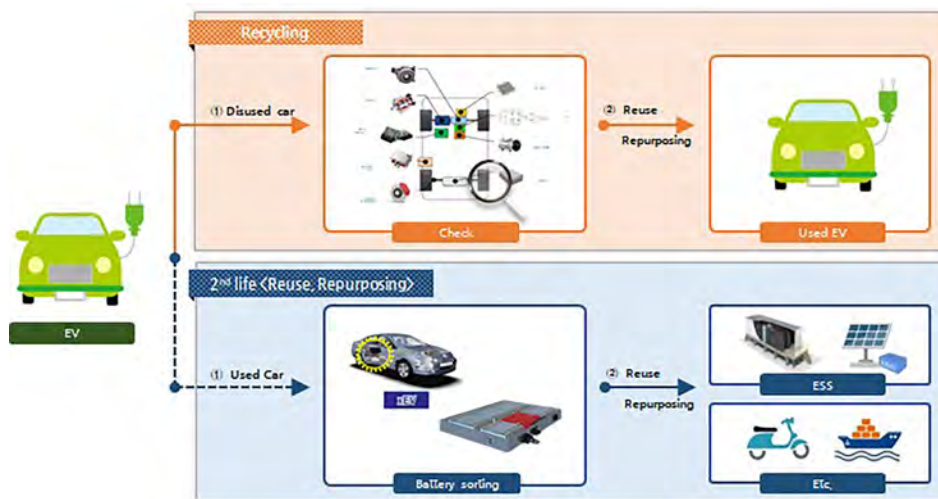 Recycling
① Disused car
② Reuse
Repurposing
Check
Used EV
EV
2nd life <Reuse, Repurposing>
① Used Car
② Reuse
Repurposing
xEV
Battery sorting
ESS
Etc,